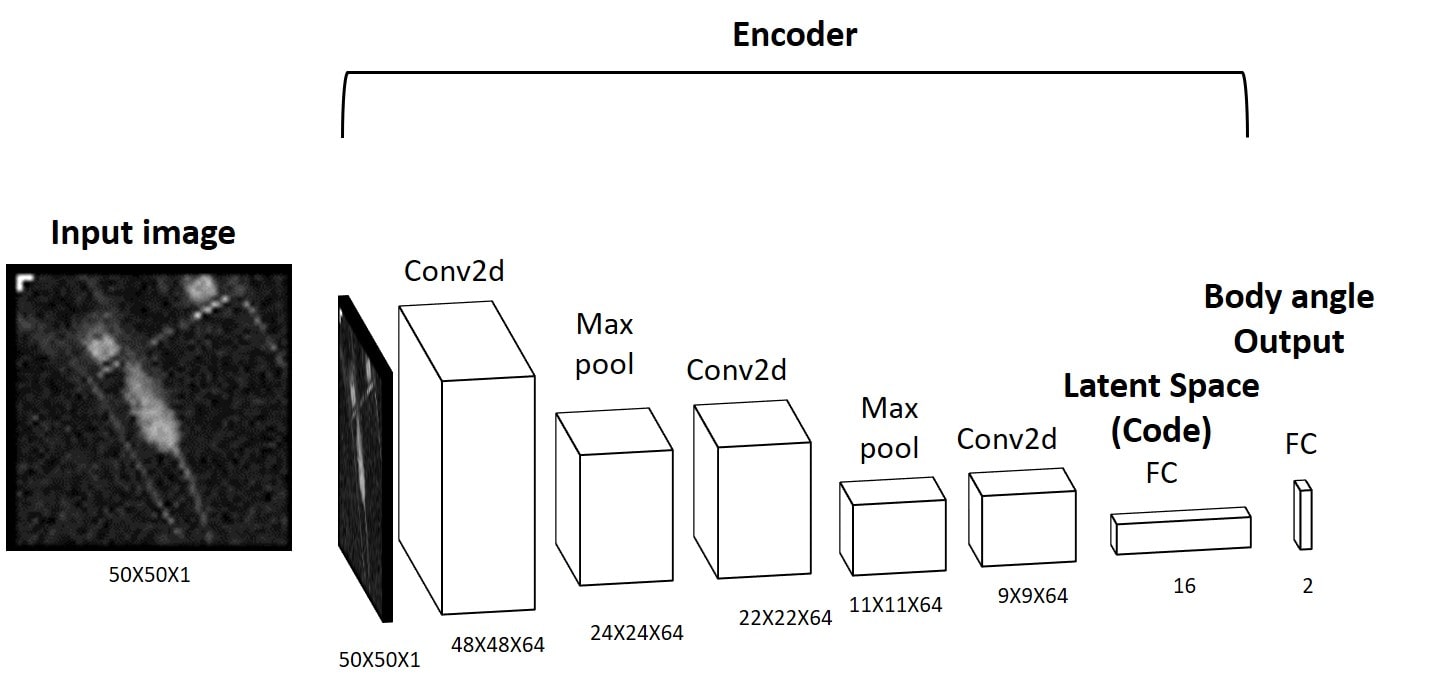 Encoder
Input image
50X50X1
50X50X1
Conv2d
48X48X64
Max
pool
24X24X64
Conv2d
22X22X64
Max
pool
11X11X64
Conv2d
9X9X64
Latent Space
(Code)
FC
16
Body angle
Output
FC
2